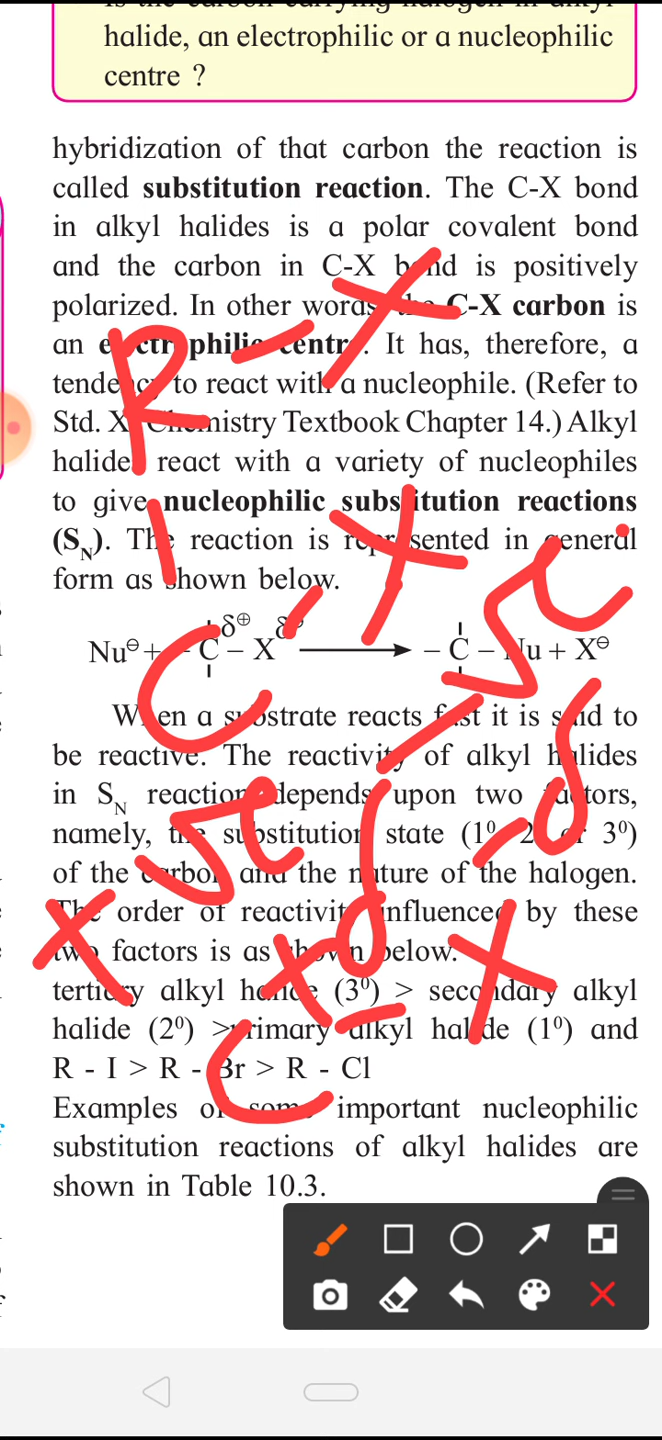 halide, an electrophilic or a nucleophilic
centre ?
hybridization of that carbon the reaction is
called substitution reaction. The C-X bond
in alkyl halides is a polar covalent bond
and the carbon in C-X bond is positively
polarized. In other words, the C-X carbon is
an electrophilic centre. It has, therefore, a
tendency to react with a nucleophile. (Refer to
Std. XI Chemistry Textbook Chapter 14.) Alkyl
halides react with a variety of nucleophiles
to give nucleophilic substitution reactions
(SN). The reaction is represented in general
form as shown below.
Nu⊖ + - C δ⊕ - X δ⊖ → - C - Nu + X⊖
When a substrate reacts fast it is said to
be reactive. The reactivity of alkyl halides
in SN reaction depends upon two factors,
namely, the substitution state (1⁰, 2⁰ or 3⁰)
of the carbon and the nature of the halogen.
The order of reactivity influenced by these
two factors is as shown below.
tertiary alkyl halide (3⁰) > secondary alkyl
halide (2⁰) > primary alkyl halide (1⁰) and
R - I > R - Br > R - Cl
Examples of some important nucleophilic
substitution reactions of alkyl halides are
shown in Table 10.3.
R-X
C-X